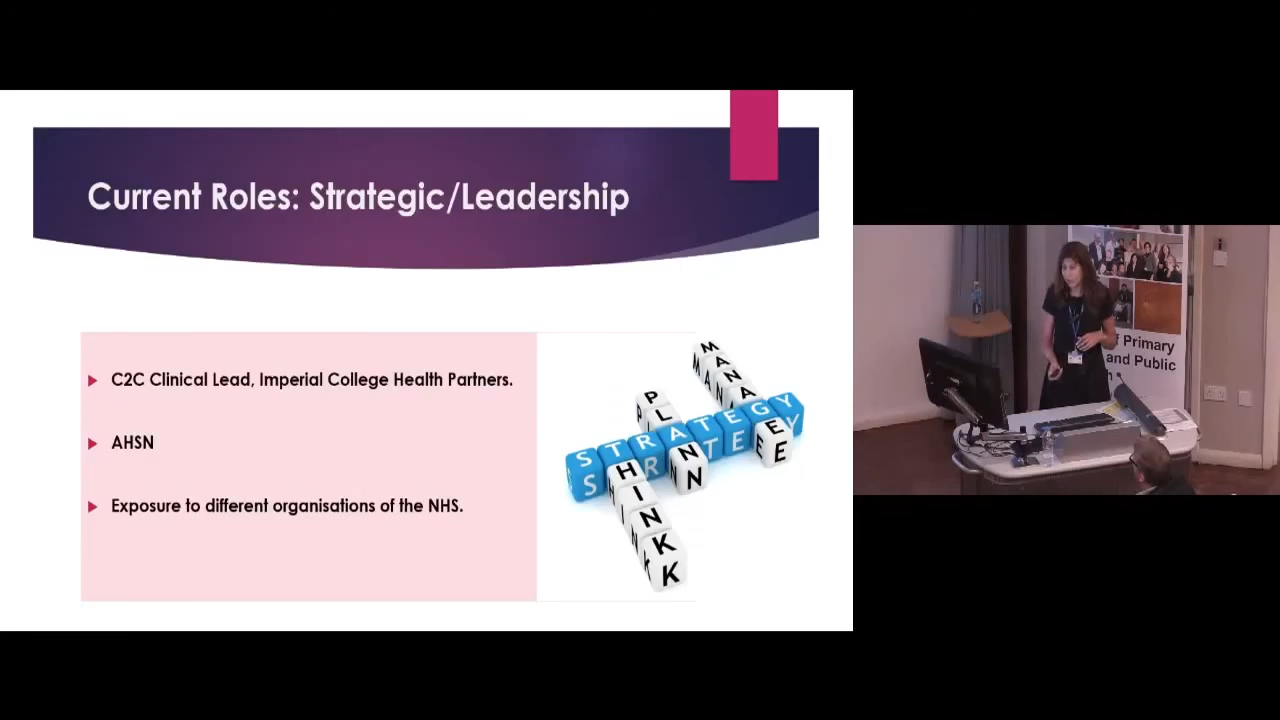 Current Roles: Strategic/Leadership
C2C Clinical Lead, Imperial College Health Partners.
AHSN
Exposure to different organisations of the NHS.
MANAGE
PLAN
STRATEGY
THINK
f Primary
and Public